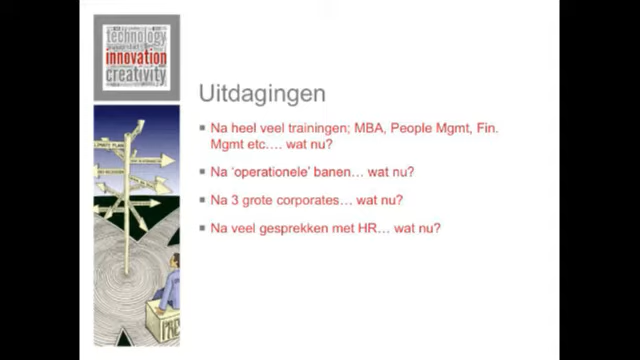 technology
innovation
creativity
Uitdagingen
Na heel veel trainingen; MBA, People Mgmt, Fin.
Mgmt etc…. wat nu?
Na 'operationele' banen… wat nu?
Na 3 grote corporates… wat nu?
Na veel gesprekken met HR… wat nu?